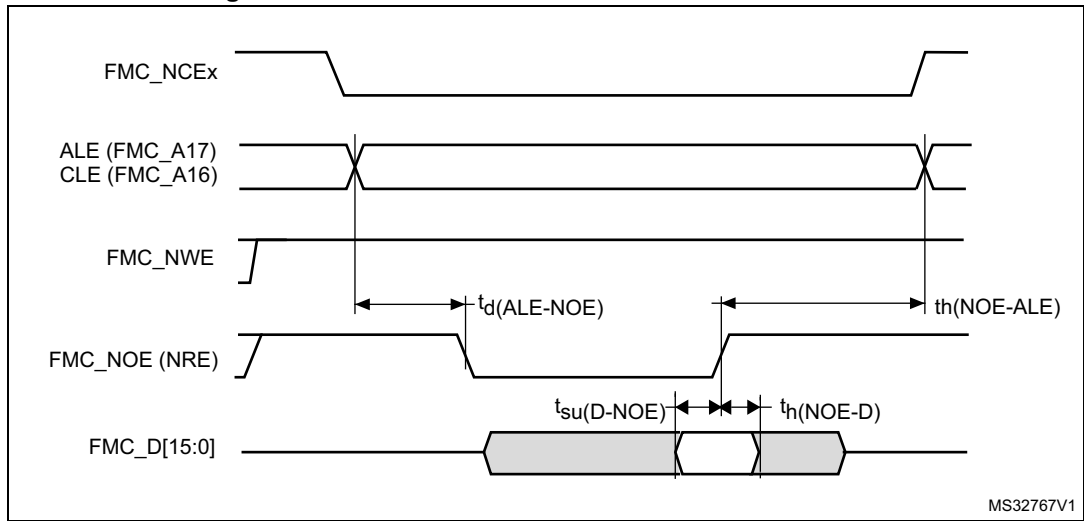 FMC_NCEx
ALE (FMC_A17)
CLE (FMC_A16)
FMC_NWE
td(ALE-NOE)
th(NOE-ALE)
FMC_NOE (NRE)
tsu(D-NOE)
th(NOE-D)
FMC_D[15:0]
MS32767V1